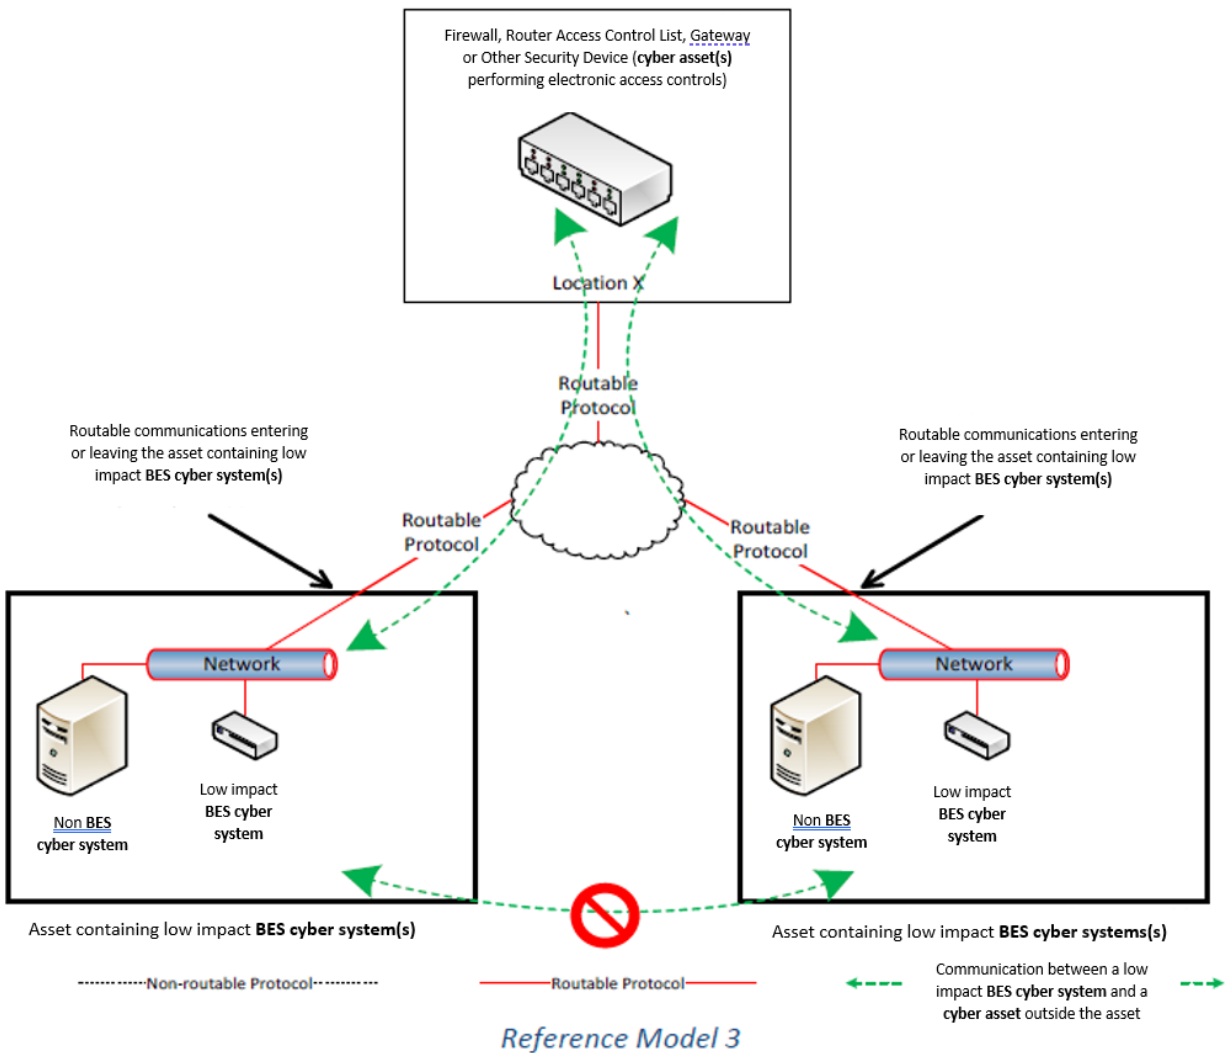 Firewall, Router Access Control List, Gateway
or Other Security Device (cyber asset(s)
performing electronic access controls)
Location X
Routable
Protocol
Routable communications entering
or leaving the asset containing low
impact BES cyber system(s)
Routable communications entering
or leaving the asset containing low
impact BES cyber system(s)
Routable
Protocol
Routable
Protocol
Network
Non BES
cyber system
Low impact
BES cyber
system
Network
Non BES
cyber system
Low impact
BES cyber
system
Asset containing low impact BES cyber system(s)
Asset containing low impact BES cyber systems(s)
Non-routable Protocol
Routable Protocol
Communication between a low
impact BES cyber system and a
cyber asset outside the asset
Reference Model 3